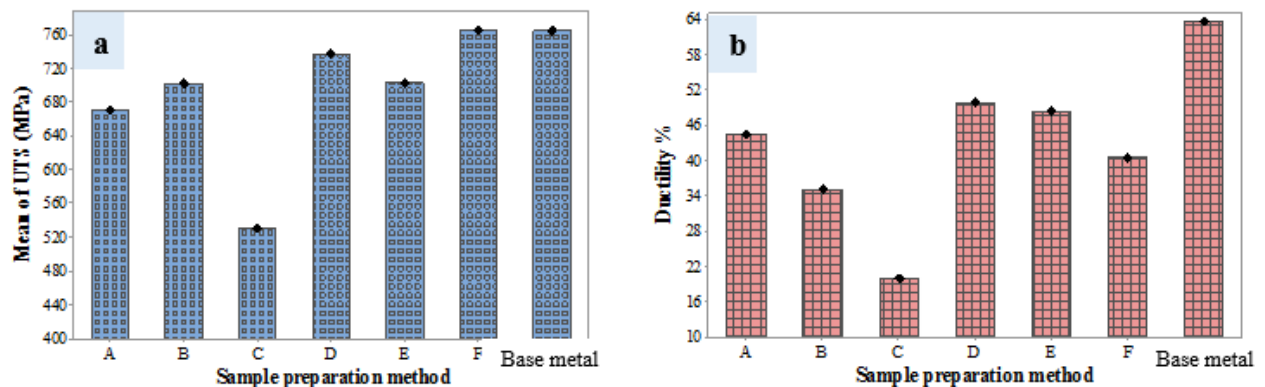 a
Mean of UTS (MPa)
760
720
680
640
600
560
520
480
440
400
A B C D E F Base metal
Sample preparation method
b
Ductility %
64
58
52
46
40
34
28
22
16
10
A B C D E F Base metal
Sample preparation method